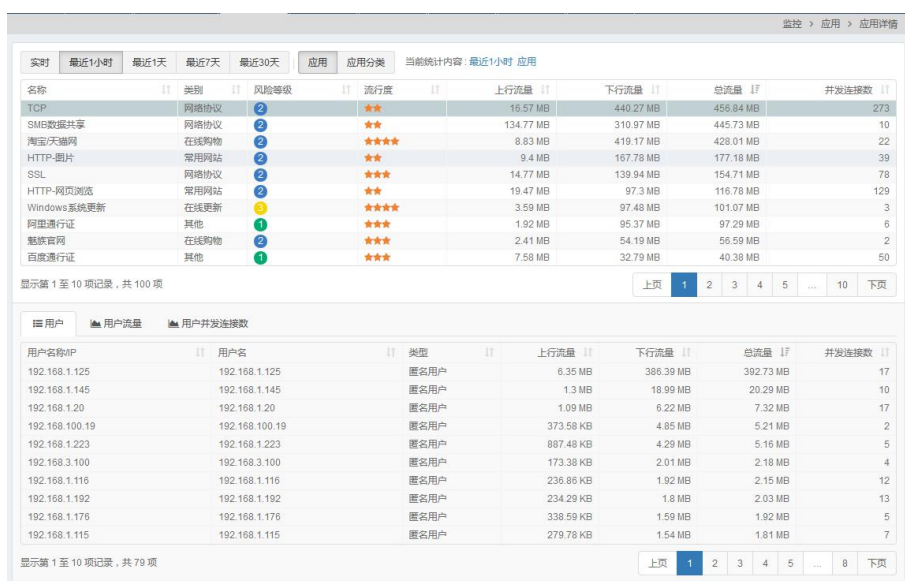 监控 > 应用 > 应用详情
实时 最近1小时 最近1天 最近7天 最近30天 应用 应用分类 当前统计内容: 最近1小时 应用
名称 类别 风险等级 流行度 上行流量 下行流量 总流量 并发连接数
TCP 网络协议 2 16.57 MB 440.27 MB 456.84 MB 273
SMB数据共享 网络协议 2 134.77 MB 310.97 MB 445.73 MB 10
淘宝/天猫网 在线购物 2 8.83 MB 419.17 MB 428.01 MB 22
HTTP-图片 常用网站 2 9.4 MB 167.78 MB 177.18 MB 39
SSL 网络协议 2 14.77 MB 139.94 MB 154.71 MB 78
HTTP-网页浏览 常用网站 2 19.47 MB 97.3 MB 116.78 MB 129
Windows系统更新 在线更新 3 3.59 MB 97.48 MB 101.07 MB 3
阿里通行证 其他 1 1.92 MB 95.37 MB 97.29 MB 6
魅族官网 在线购物 2 2.41 MB 54.19 MB 56.59 MB 2
百度通行证 其他 1 7.58 MB 32.79 MB 40.38 MB 50
显示第 1 至 10 项记录，共 100 项 上页 1 2 3 4 5 ... 10 下页
用户 用户流量 用户并发连接数
用户名称/IP 用户名 类型 上行流量 下行流量 总流量 并发连接数
192.168.1.125 192.168.1.125 匿名用户 6.35 MB 386.39 MB 392.73 MB 17
192.168.1.145 192.168.1.145 匿名用户 1.3 MB 18.99 MB 20.29 MB 10
192.168.1.20 192.168.1.20 匿名用户 1.09 MB 6.22 MB 7.32 MB 17
192.168.100.19 192.168.100.19 匿名用户 373.58 KB 4.85 MB 5.21 MB 2
192.168.1.223 192.168.1.223 匿名用户 887.48 KB 4.29 MB 5.16 MB 5
192.168.3.100 192.168.3.100 匿名用户 173.38 KB 2.01 MB 2.18 MB 4
192.168.1.116 192.168.1.116 匿名用户 236.86 KB 1.92 MB 2.15 MB 12
192.168.1.192 192.168.1.192 匿名用户 234.29 KB 1.8 MB 2.03 MB 13
192.168.1.176 192.168.1.176 匿名用户 338.59 KB 1.59 MB 1.92 MB 5
192.168.1.115 192.168.1.115 匿名用户 279.78 KB 1.54 MB 1.81 MB 7
显示第 1 至 10 项记录，共 79 项 上页 1 2 3 4 5 ... 8 下页